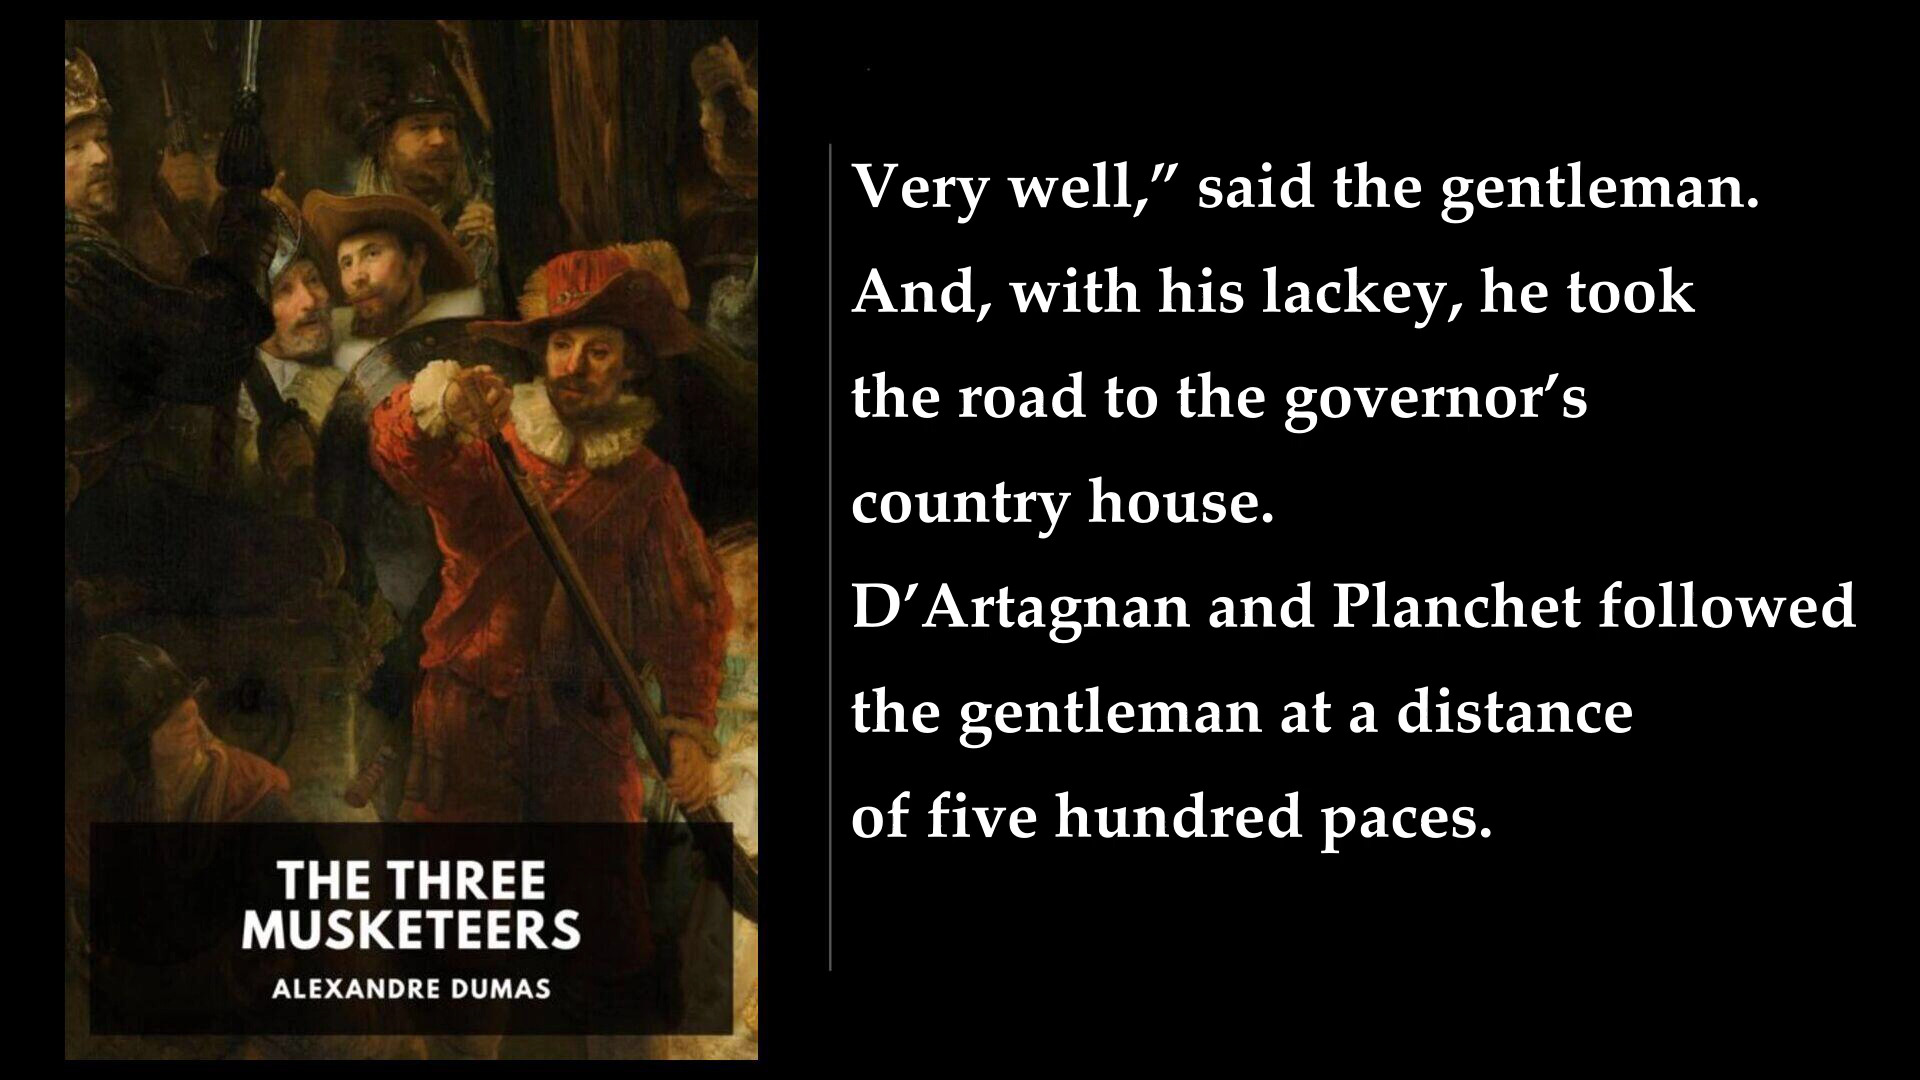 THE THREE
MUSKETEERS
ALEXANDRE DUMAS
Very well,” said the gentleman.
And, with his lackey, he took
the road to the governor’s
country house.
D’Artagnan and Planchet followed
the gentleman at a distance
of five hundred paces.